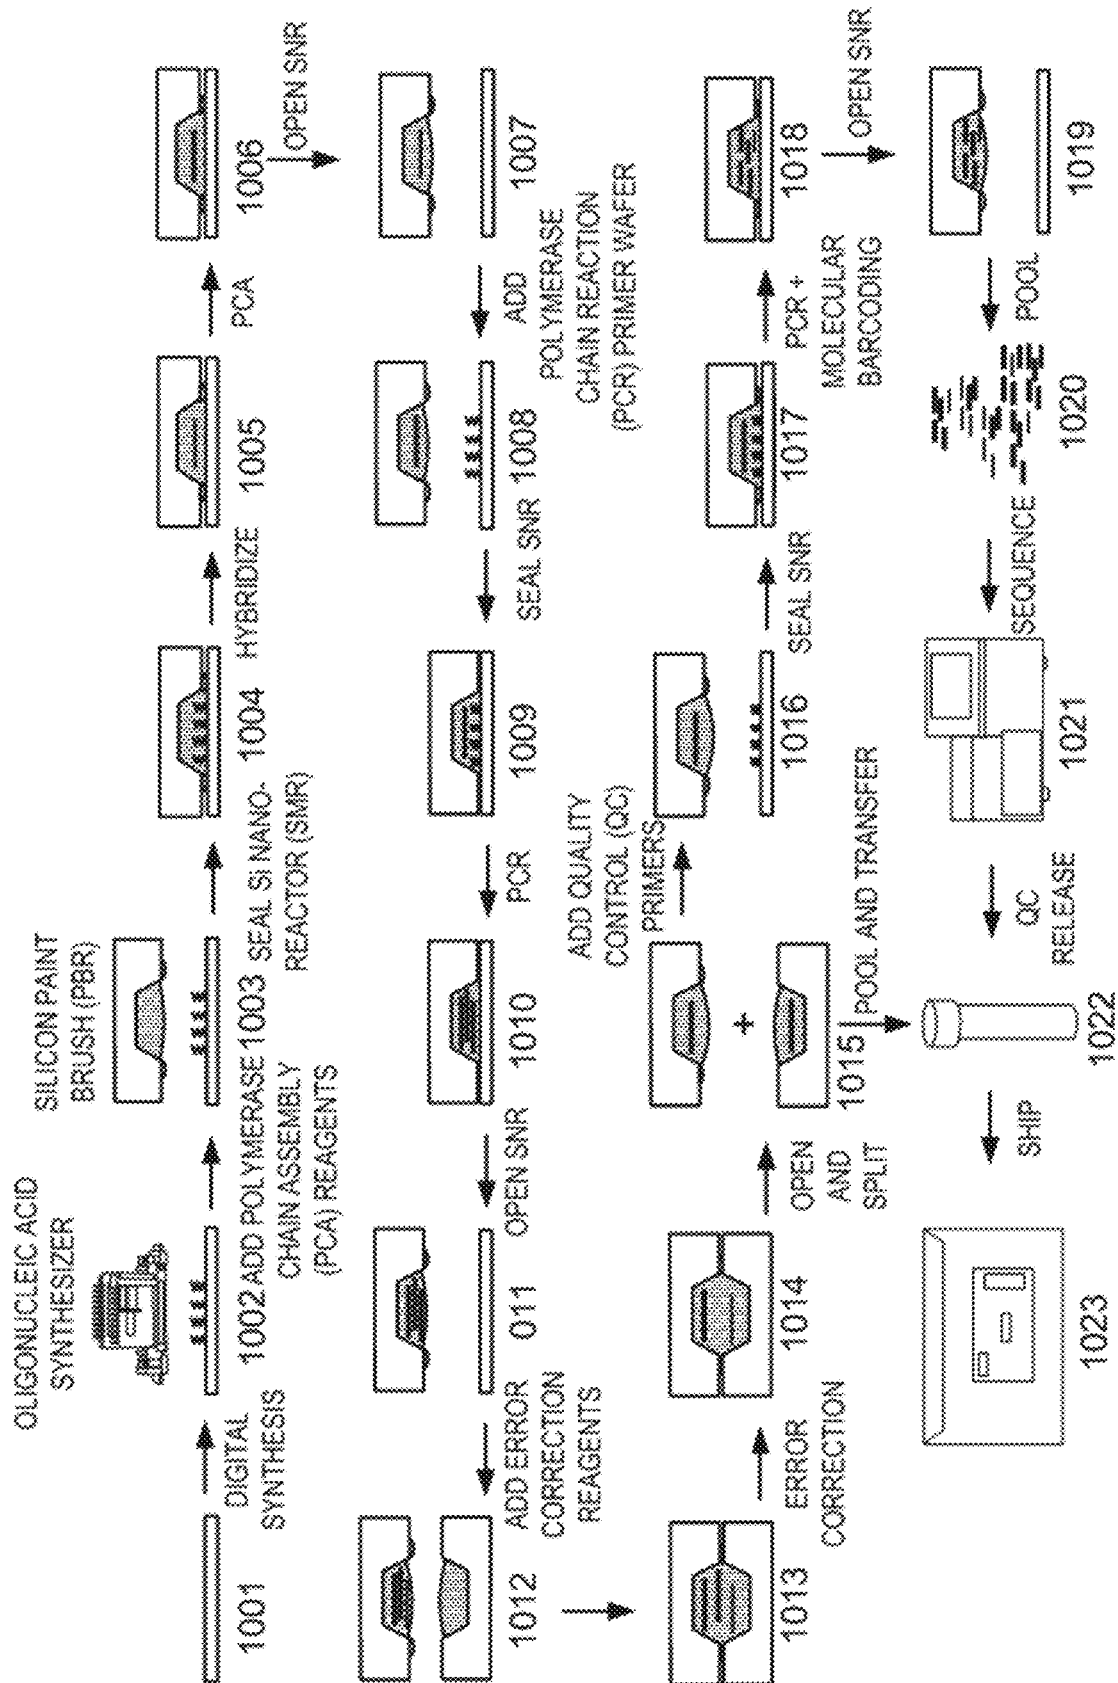 OLIGONUCLEIC ACID
SYNTHESIZER
SILICON PAINT
BRUSH (PBR)
1001
DIGITAL
SYNTHESIS
1002
ADD POLYMERASE
CHAIN ASSEMBLY
(PCA) REAGENTS
1003
SEAL Si NANO-
REACTOR (SMR)
1004
HYBRIDIZE
1005
PCA
1006
OPEN SNR
1007
ADD
POLYMERASE
CHAIN REACTION
(PCR) PRIMER WAFER
1008
SEAL SNR
1009
PCR
1010
OPEN SNR
011
ADD ERROR
CORRECTION
REAGENTS
1012
1013
ERROR
CORRECTION
1014
OPEN
AND
SPLIT
1015
ADD QUALITY
CONTROL (QC)
PRIMERS
1016
SEAL SNR
1017
PCR +
MOLECULAR
BARCODING
1018
OPEN SNR
1019
POOL
1020
SEQUENCE
1021
QC
RELEASE
POOL AND TRANSFER
1022
SHIP
1023
+